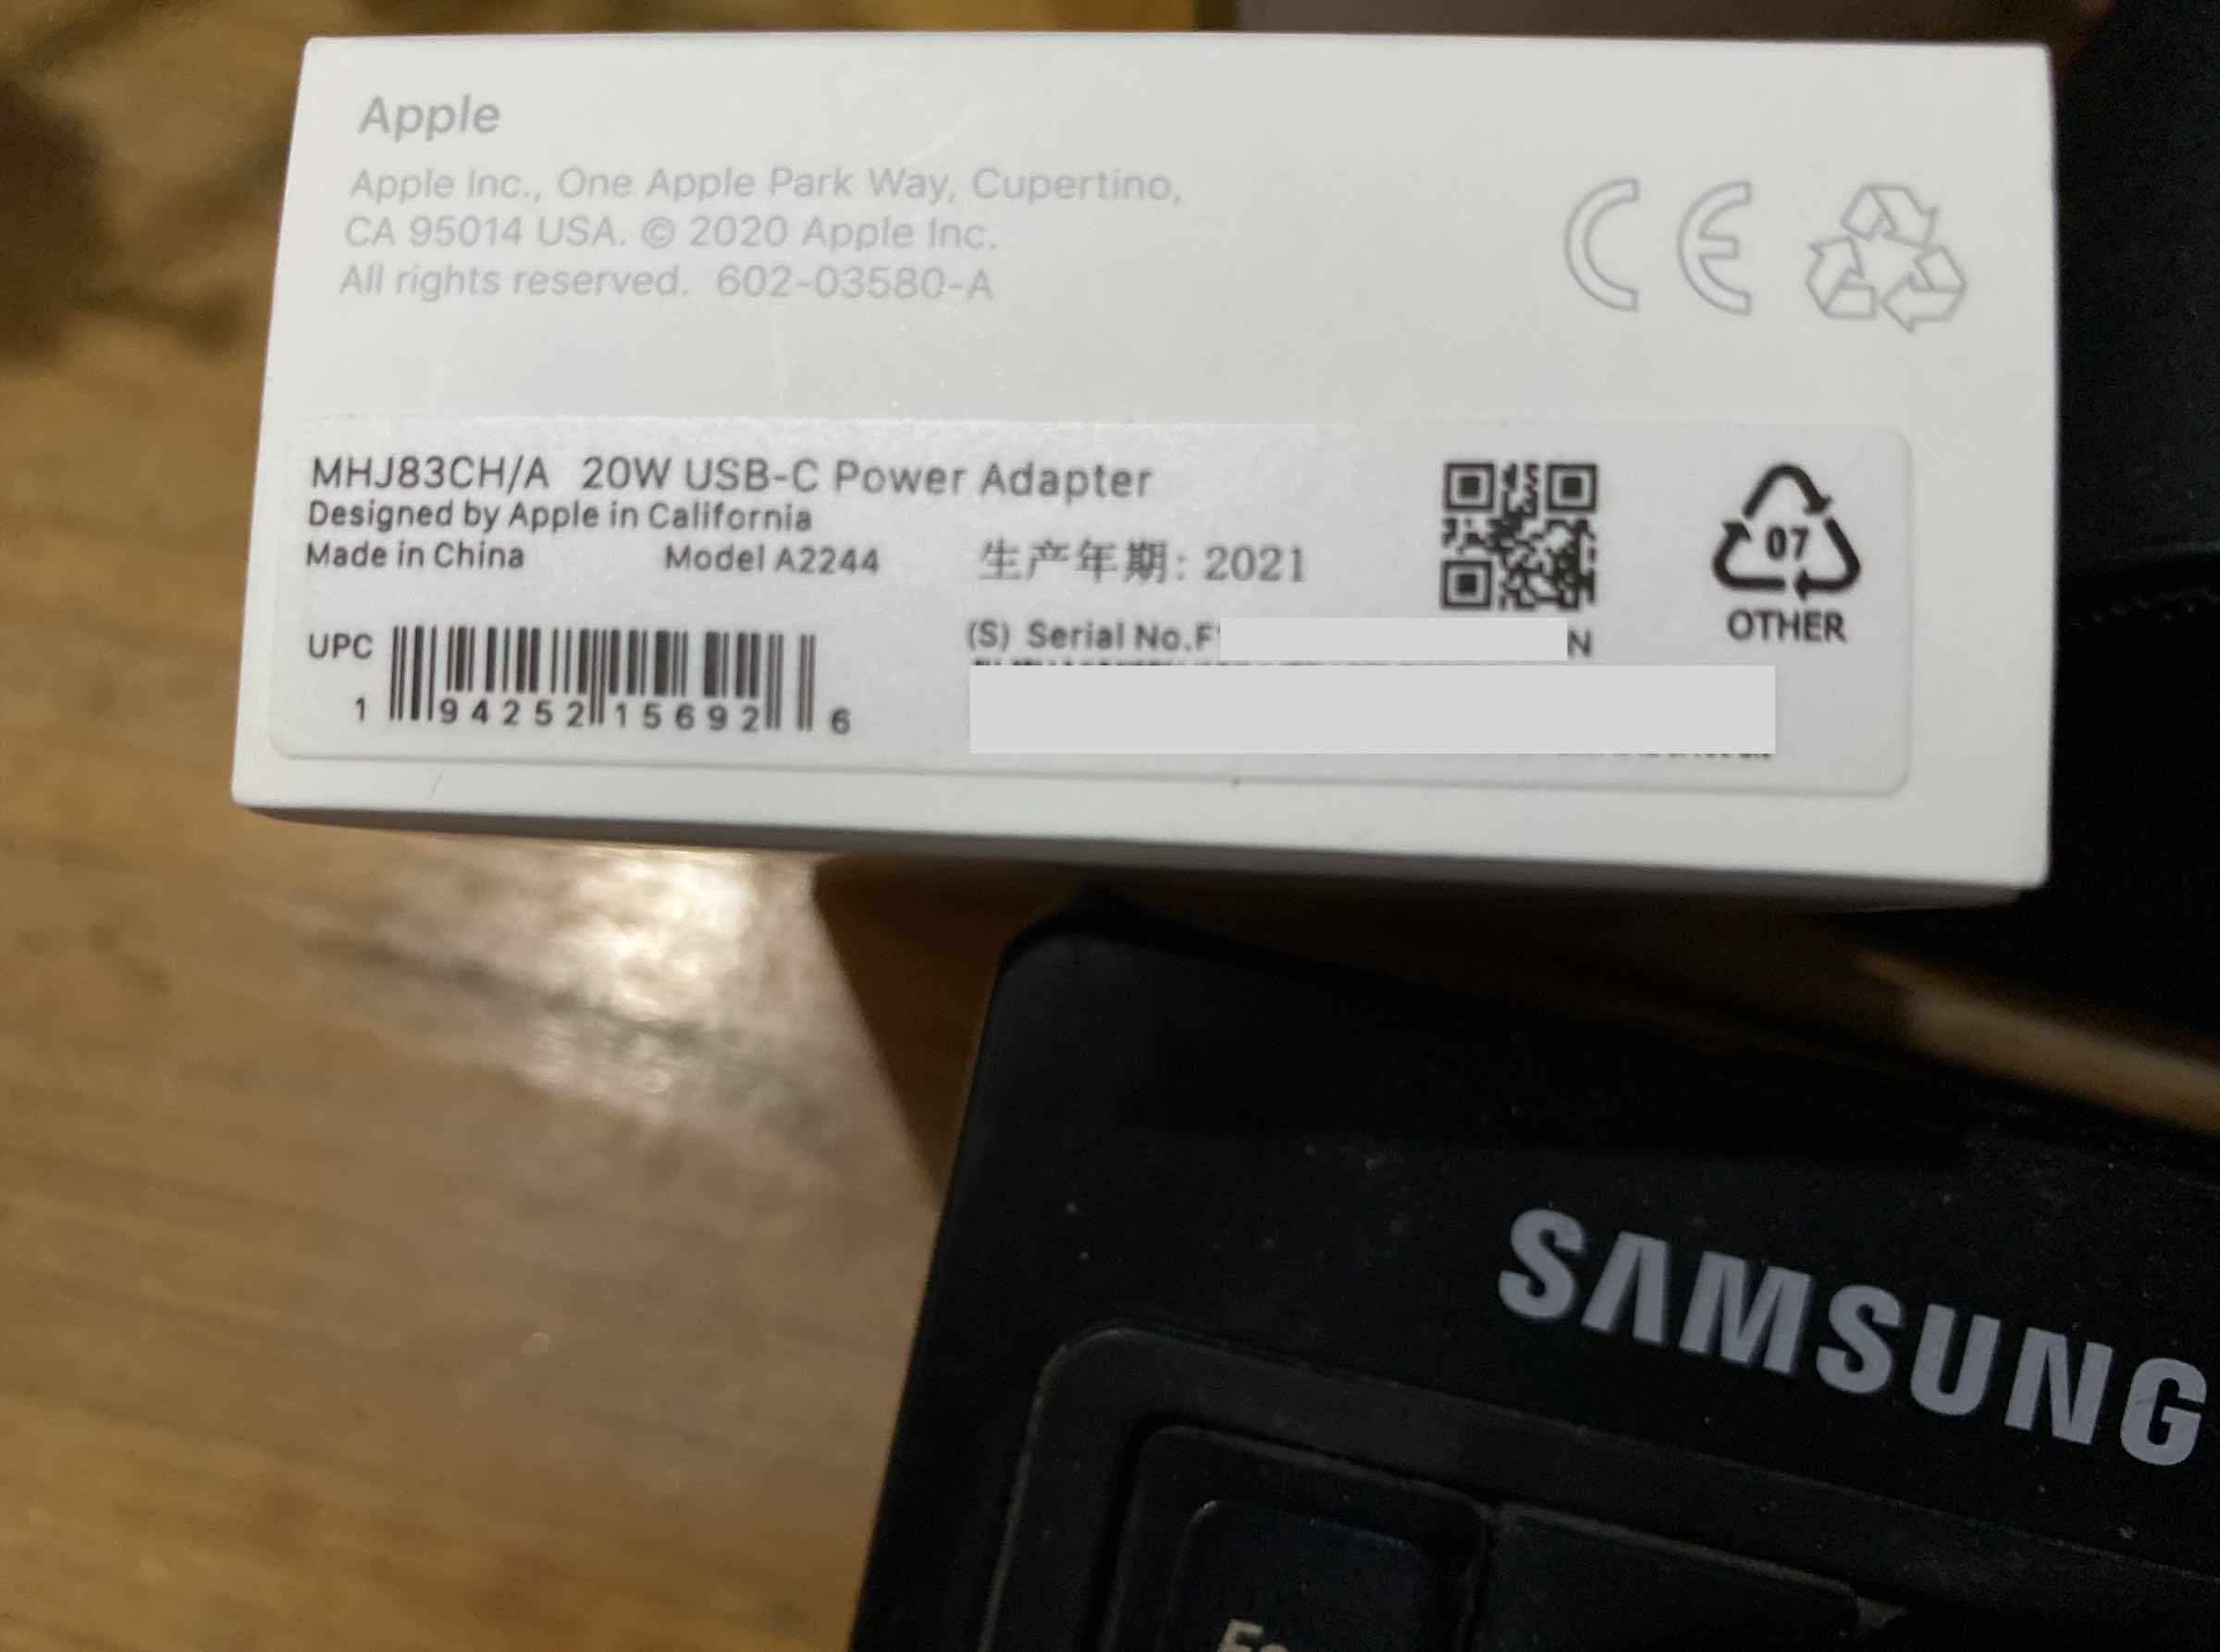 Apple
Apple Inc., One Apple Park Way, Cupertino,
CA 95014 USA. © 2020 Apple Inc.
All rights reserved. 602-03580-A
CE
MHJ83CH/A 20W USB-C Power Adapter
Designed by Apple in California
Made in China Model A2244 生产年期: 2021
07
OTHER
UPC
1 94252 15692 6
(S) Serial No.F
N
SAMSUNG